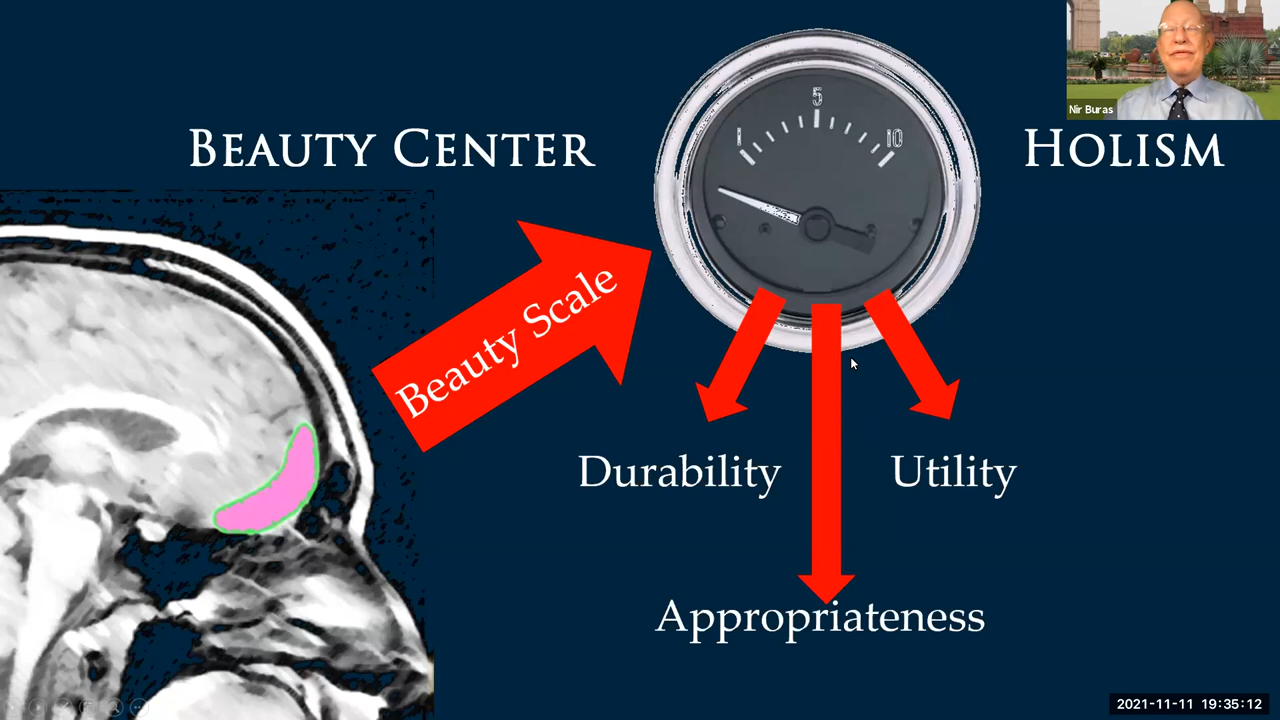 Nir Buras
BEAUTY CENTER
HOLISM
1
5
10
Beauty Scale
Durability
Utility
Appropriateness
2021-11-11 19:35:12